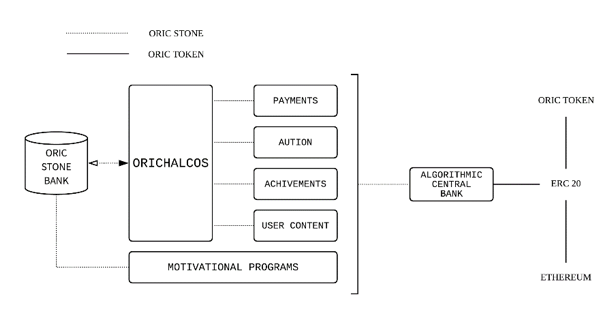 ORIC STONE
ORIC TOKEN
ORIC
STONE
BANK
ORICHALCOS
PAYMENTS
AUTION
ACHIVEMENTS
USER CONTENT
MOTIVATIONAL PROGRAMS
ALGORITHMIC
CENTRAL
BANK
ORIC TOKEN
ERC 20
ETHEREUM